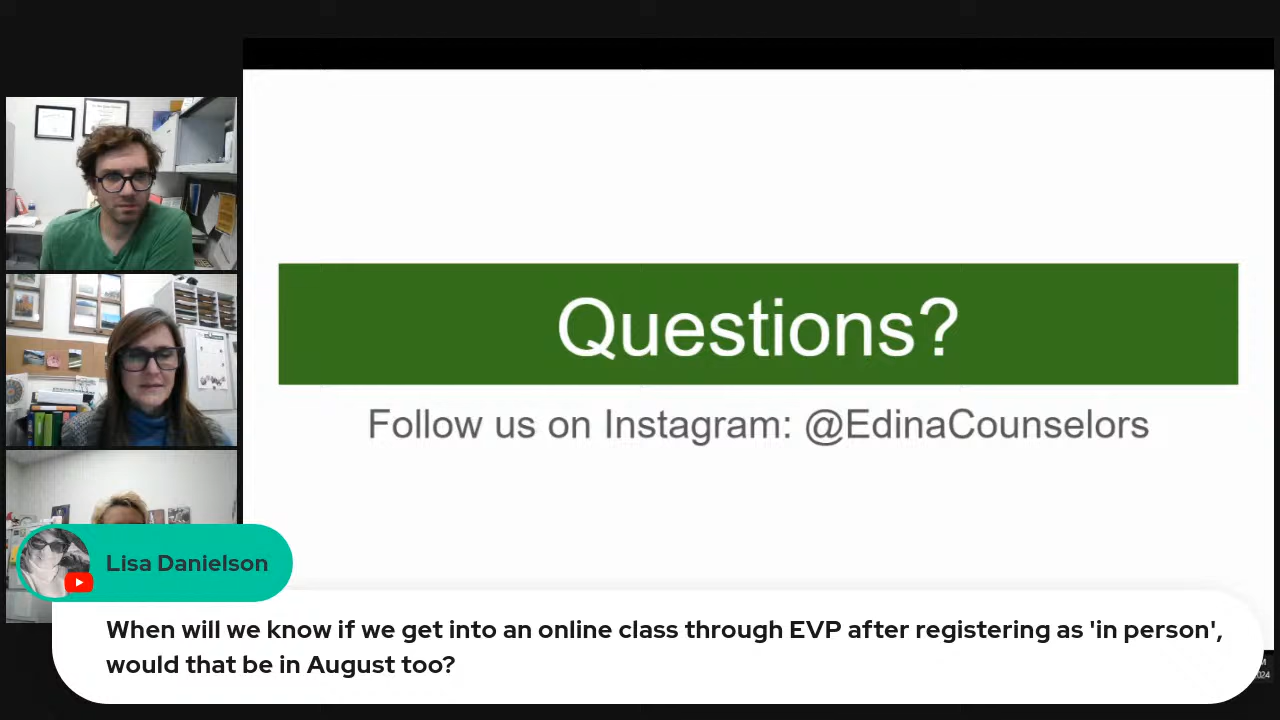 Questions?
Follow us on Instagram: @EdinaCounselors
Lisa Danielson
When will we know if we get into an online class through EVP after registering as 'in person',
would that be in August too?